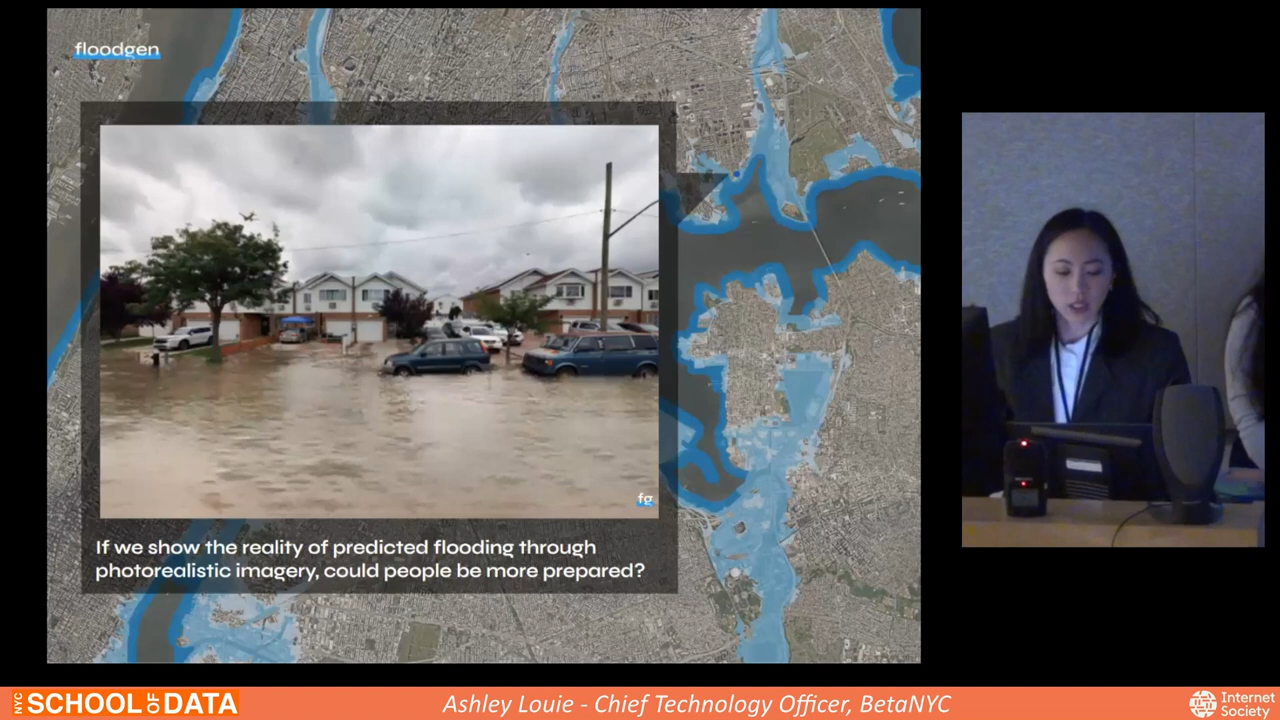 floodgen
fg
If we show the reality of predicted flooding through
photorealistic imagery, could people be more prepared?
NYC SCHOOL OF DATA
Ashley Louie - Chief Technology Officer, BetaNYC
Internet
Society